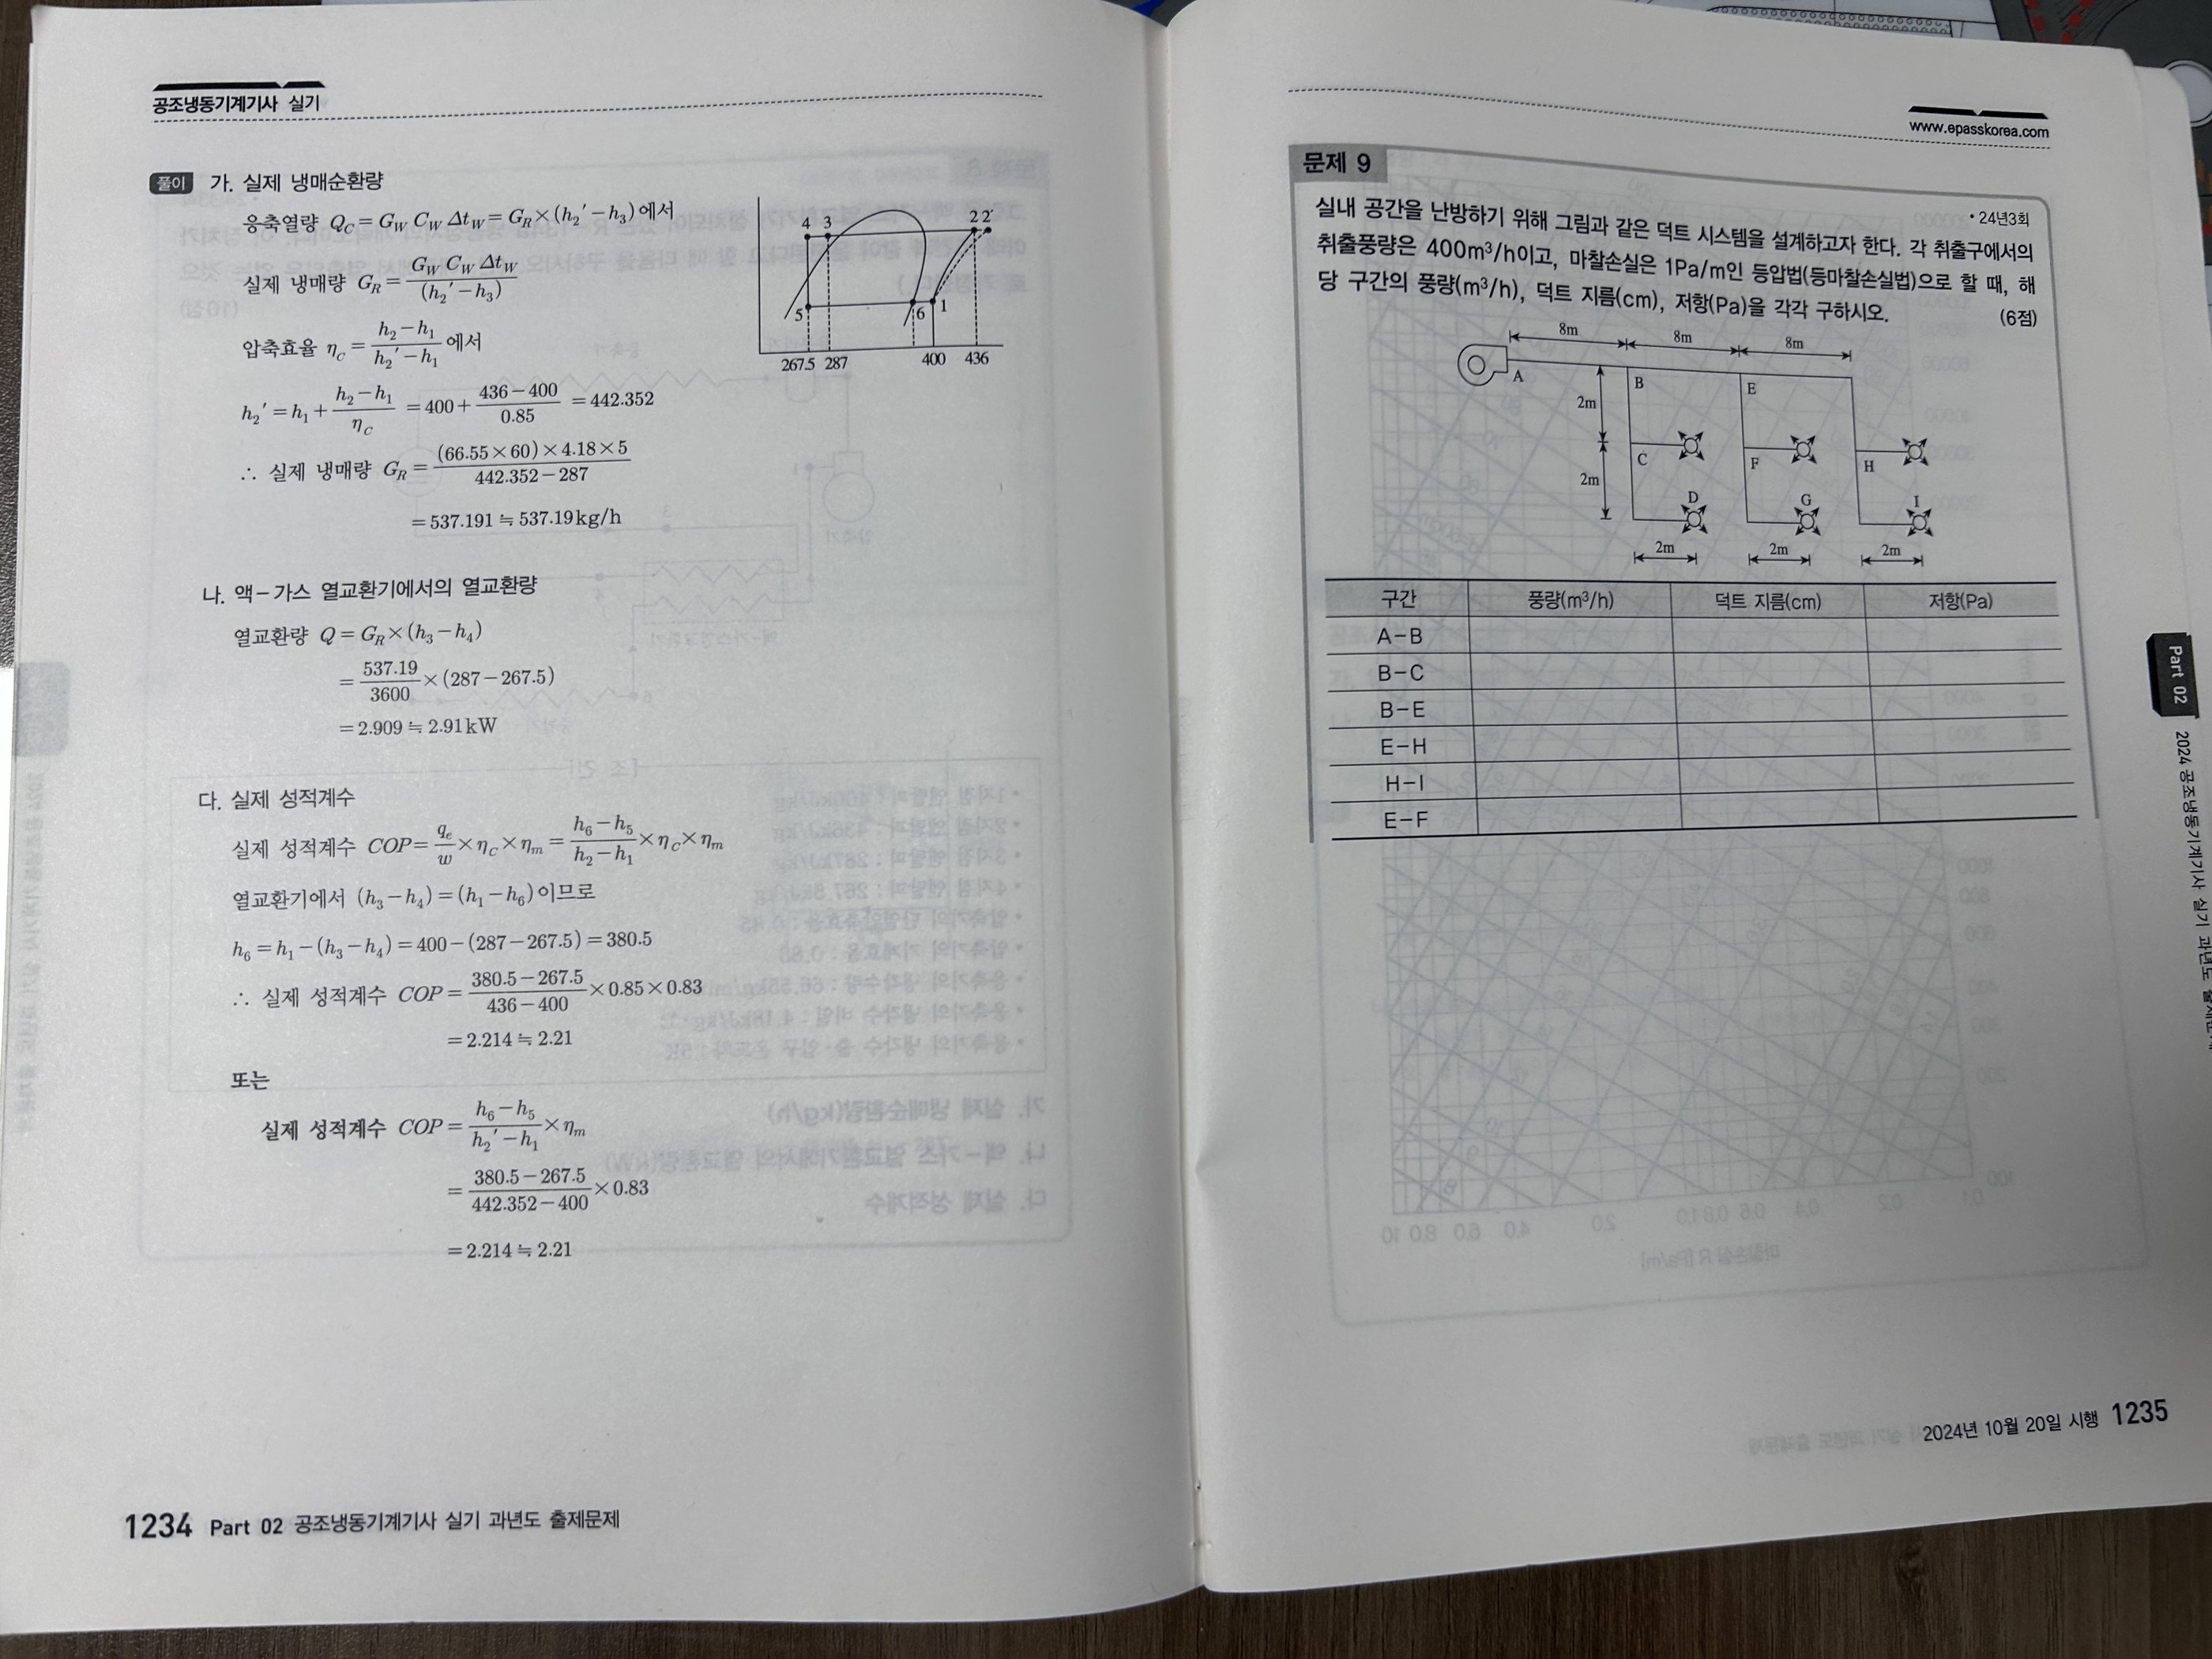 공조냉동기계기사 실기
풀이 가. 실제 냉매순환량
응축열량 Q_C = G_W C_W Δt_W = G_R × (h_2′ − h_3)에서
실제 냉매량 G_R = G_W C_W Δt_W / (h_2′ − h_3)
압축효율 η_C = (h_2 − h_1) / (h_2′ − h_1) 에서
h_2′ = h_1 + (h_2 − h_1) / η_C = 400 + (436 − 400) / 0.85 = 442.352
∴ 실제 냉매량 G_R = (66.55 × 60) × 4.18 × 5 / (442.352 − 287)
= 537.191 ≒ 537.19kg/h
4 3 2 2′
5 6 1
267.5 287 400 436
나. 액-가스 열교환기에서의 열교환량
열교환량 Q = G_R × (h_3 − h_4)
= 537.19 / 3600 × (287 − 267.5)
= 2.909 ≒ 2.91kW
다. 실제 성적계수
실제 성적계수 COP = q_e / w × η_C × η_m = (h_6 − h_5) / (h_2 − h_1) × η_C × η_m
열교환기에서 (h_3 − h_4) = (h_1 − h_6)이므로
h_6 = h_1 − (h_3 − h_4) = 400 − (287 − 267.5) = 380.5
∴ 실제 성적계수 COP = (380.5 − 267.5) / (436 − 400) × 0.85 × 0.83
= 2.214 ≒ 2.21
또는
실제 성적계수 COP = (h_6 − h_5) / (h_2′ − h_1) × η_m
= (380.5 − 267.5) / (442.352 − 400) × 0.83
= 2.214 ≒ 2.21
1234 Part 02 공조냉동기계기사 실기 과년도 출제문제
www.epasskorea.com
문제 9
• 24년3회
실내 공간을 난방하기 위해 그림과 같은 덕트 시스템을 설계하고자 한다. 각 취출구에서의
취출풍량은 400m³/h이고, 마찰손실은 1Pa/m인 등압법(등마찰손실법)으로 할 때, 해
당 구간의 풍량(m³/h), 덕트 지름(cm), 저항(Pa)을 각각 구하시오. (6점)
8m 8m 8m
A B E
2m
C F H
2m
D G I
2m 2m 2m
구간 풍량(m³/h) 덕트 지름(cm) 저항(Pa)
A-B
B-C
B-E
E-H
H-I
E-F
Part 02
2024 공조냉동기계기사 실기 과년도
2024년 10월 20일 시행 1235